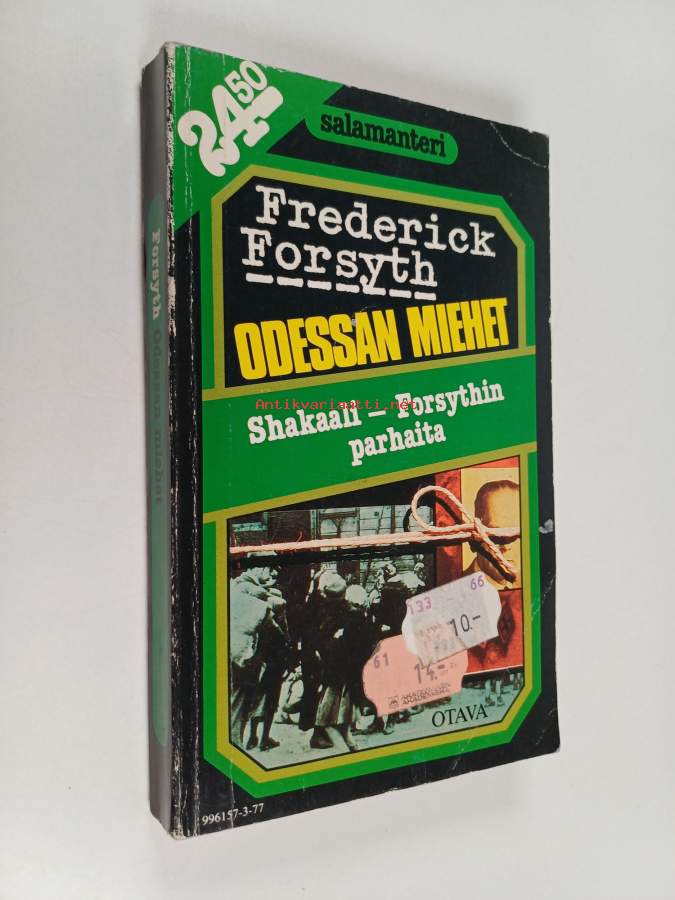 24 50
salamanteri
Frederick
Forsyth
ODESSAN MIEHET
Antikvariaatti.net
Shakaali – Forsythin
parhaita
133 66
10.-
61
14.-
OTAVA
996157-3-77
Forsyth Odessan miehet